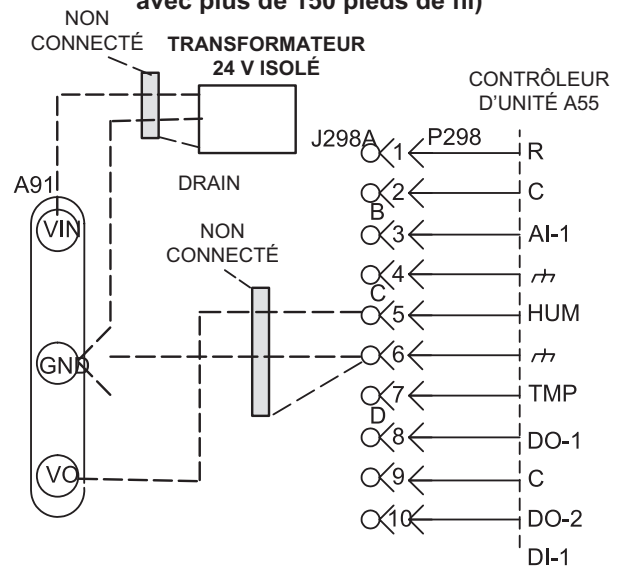 avec plus de 150 pieds de fil)
NON
CONNECTÉ
TRANSFORMATEUR
24 V ISOLÉ
CONTRÔLEUR
D'UNITÉ A55
J298A
P298
A91
DRAIN
NON
CONNECTÉ
VIN
GND
VO
1 R
2 C
B
3 AI-1
4
C
5 HUM
6
7 TMP
D
8 DO-1
9 C
10 DO-2
DI-1